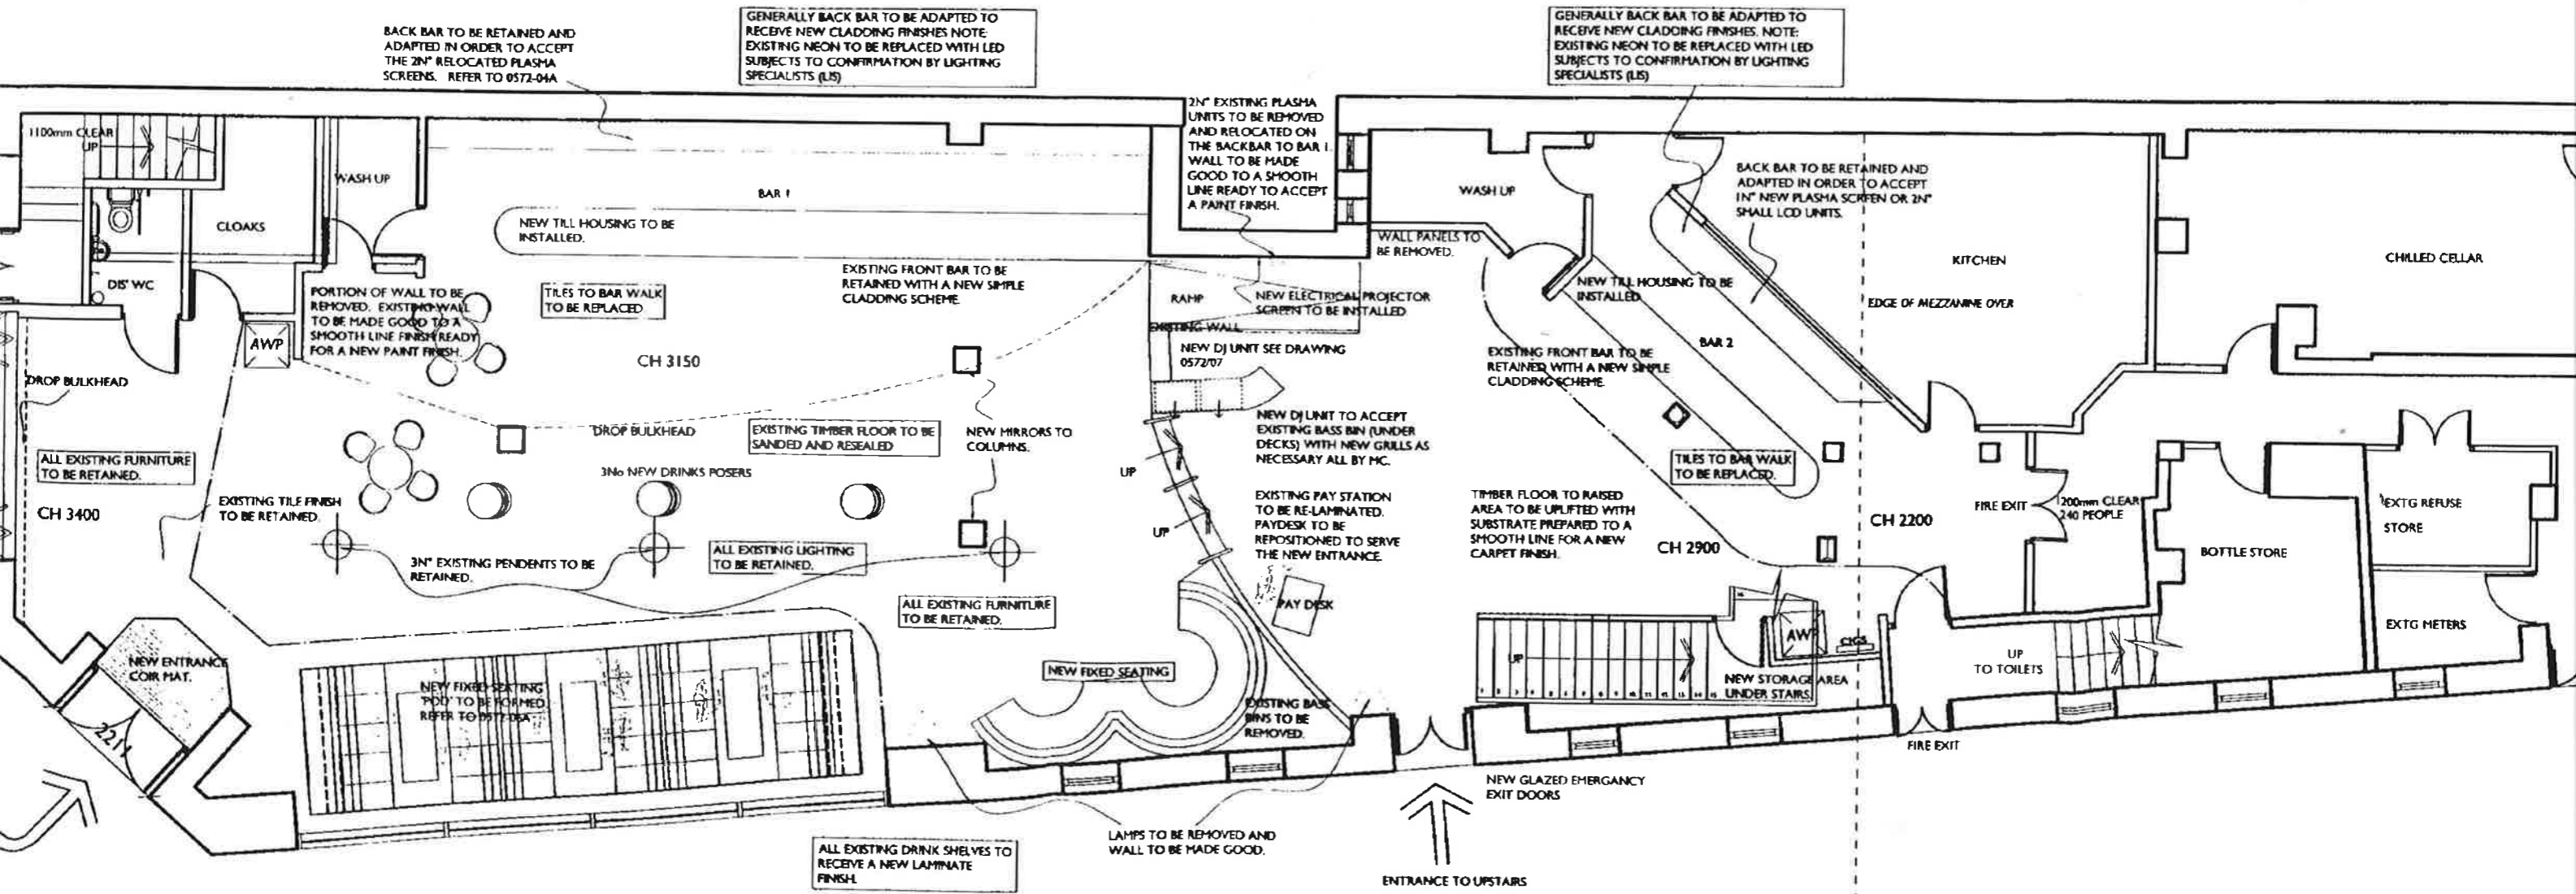 BACK BAR TO BE RETAINED AND
ADAPTED IN ORDER TO ACCEPT
THE 2N° RELOCATED PLASMA
SCREENS. REFER TO 0572-04A
GENERALLY BACK BAR TO BE ADAPTED TO
RECEIVE NEW CLADDING FINISHES NOTE:
EXISTING NEON TO BE REPLACED WITH LED
SUBJECTS TO CONFIRMATION BY LIGHTING
SPECIALISTS (LIS)
GENERALLY BACK BAR TO BE ADAPTED TO
RECEIVE NEW CLADDING FINISHES. NOTE:
EXISTING NEON TO BE REPLACED WITH LED
SUBJECTS TO CONFIRMATION BY LIGHTING
SPECIALISTS (LIS)
2N° EXISTING PLASMA
UNITS TO BE REMOVED
AND RELOCATED ON
THE BACKBAR TO BAR 1.
WALL TO BE MADE
GOOD TO A SMOOTH
LINE READY TO ACCEPT
A PAINT FINISH.
1100mm CLEAR
UP
WASH UP
CLOAKS
DIS' WC
BAR 1
NEW TILL HOUSING TO BE
INSTALLED.
WASH UP
BACK BAR TO BE RETAINED AND
ADAPTED IN ORDER TO ACCEPT
1N° NEW PLASMA SCREEN OR 2N°
SMALL LCD UNITS.
WALL PANELS TO
BE REMOVED.
KITCHEN
CHILLED CELLAR
EDGE OF MEZZANINE OVER
PORTION OF WALL TO BE
REMOVED. EXISTING WALL
TO BE MADE GOOD TO A
SMOOTH LINE FINISH READY
FOR A NEW PAINT FINISH.
AWP
TILES TO BAR WALK
TO BE REPLACED
EXISTING FRONT BAR TO BE
RETAINED WITH A NEW SIMPLE
CLADDING SCHEME.
RAMP
NEW ELECTRICAL PROJECTOR
SCREEN TO BE INSTALLED
EXISTING WALL
NEW DJ UNIT SEE DRAWING
0572/07
NEW TILL HOUSING TO BE
INSTALLED
BAR 2
EXISTING FRONT BAR TO BE
RETAINED WITH A NEW SIMPLE
CLADDING SCHEME.
CH 3150
DROP BULKHEAD
DROP BULKHEAD
EXISTING TIMBER FLOOR TO BE
SANDED AND RESEALED
NEW MIRRORS TO
COLUMNS.
3No NEW DRINKS POSERS
ALL EXISTING FURNITURE
TO BE RETAINED.
CH 3400
EXISTING TILE FINISH
TO BE RETAINED.
3N° EXISTING PENDENTS TO BE
RETAINED.
ALL EXISTING LIGHTING
TO BE RETAINED.
ALL EXISTING FURNITURE
TO BE RETAINED.
UP
UP
NEW DJ UNIT TO ACCEPT
EXISTING BASS BIN (UNDER
DECKS) WITH NEW GRILLS AS
NECESSARY ALL BY MC.
EXISTING PAY STATION
TO BE RE-LAMINATED.
PAYDESK TO BE
REPOSITIONED TO SERVE
THE NEW ENTRANCE.
PAY DESK
TILES TO BAR WALK
TO BE REPLACED.
TIMBER FLOOR TO RAISED
AREA TO BE UPLIFTED WITH
SUBSTRATE PREPARED TO A
SMOOTH LINE FOR A NEW
CARPET FINISH.
CH 2900
CH 2200
FIRE EXIT
1200mm CLEAR
240 PEOPLE
BOTTLE STORE
EXTG REFUSE
STORE
EXTG METERS
UP
TO TOILETS
AWP
CIGS
UP
NEW STORAGE AREA
UNDER STAIRS
NEW ENTRANCE
COIR MAT.
2211
NEW FIXED SEATING
'POD' TO BE FORMED.
REFER TO 0572-06A
NEW FIXED SEATING
EXISTING BASS
BINS TO BE
REMOVED.
FIRE EXIT
NEW GLAZED EMERGANCY
EXIT DOORS
LAMPS TO BE REMOVED AND
WALL TO BE MADE GOOD.
ALL EXISTING DRINK SHELVES TO
RECEIVE A NEW LAMINATE
FINISH.
ENTRANCE TO UPSTAIRS